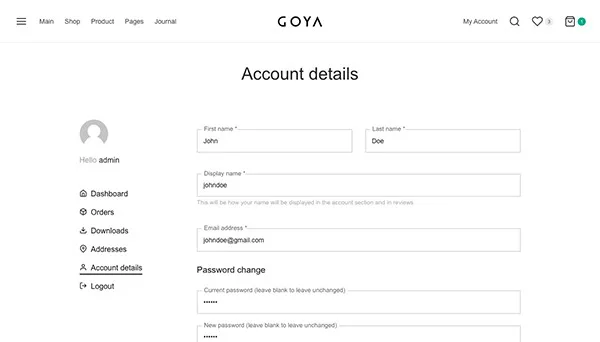 Main Shop Product Pages Journal GOYA My Account 3 1
Account details
Hello admin
Dashboard
Orders
Downloads
Addresses
Account details
Logout
First name * Last name *
John Doe
Display name *
johndoe
This will be how your name will be displayed in the account section and in reviews
Email address *
johndoe@gmail.com
Password change
Current password (leave blank to leave unchanged)
••••••
New password (leave blank to leave unchanged)
••••••